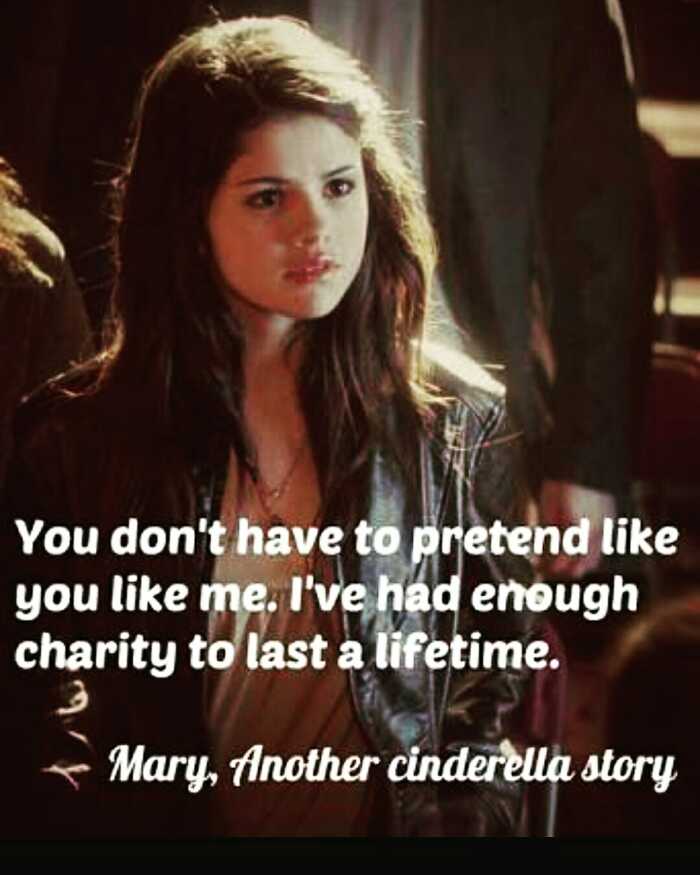 You don't have to pretend like
you like me. I've had enough
charity to last a lifetime.
Mary, Another cinderella story